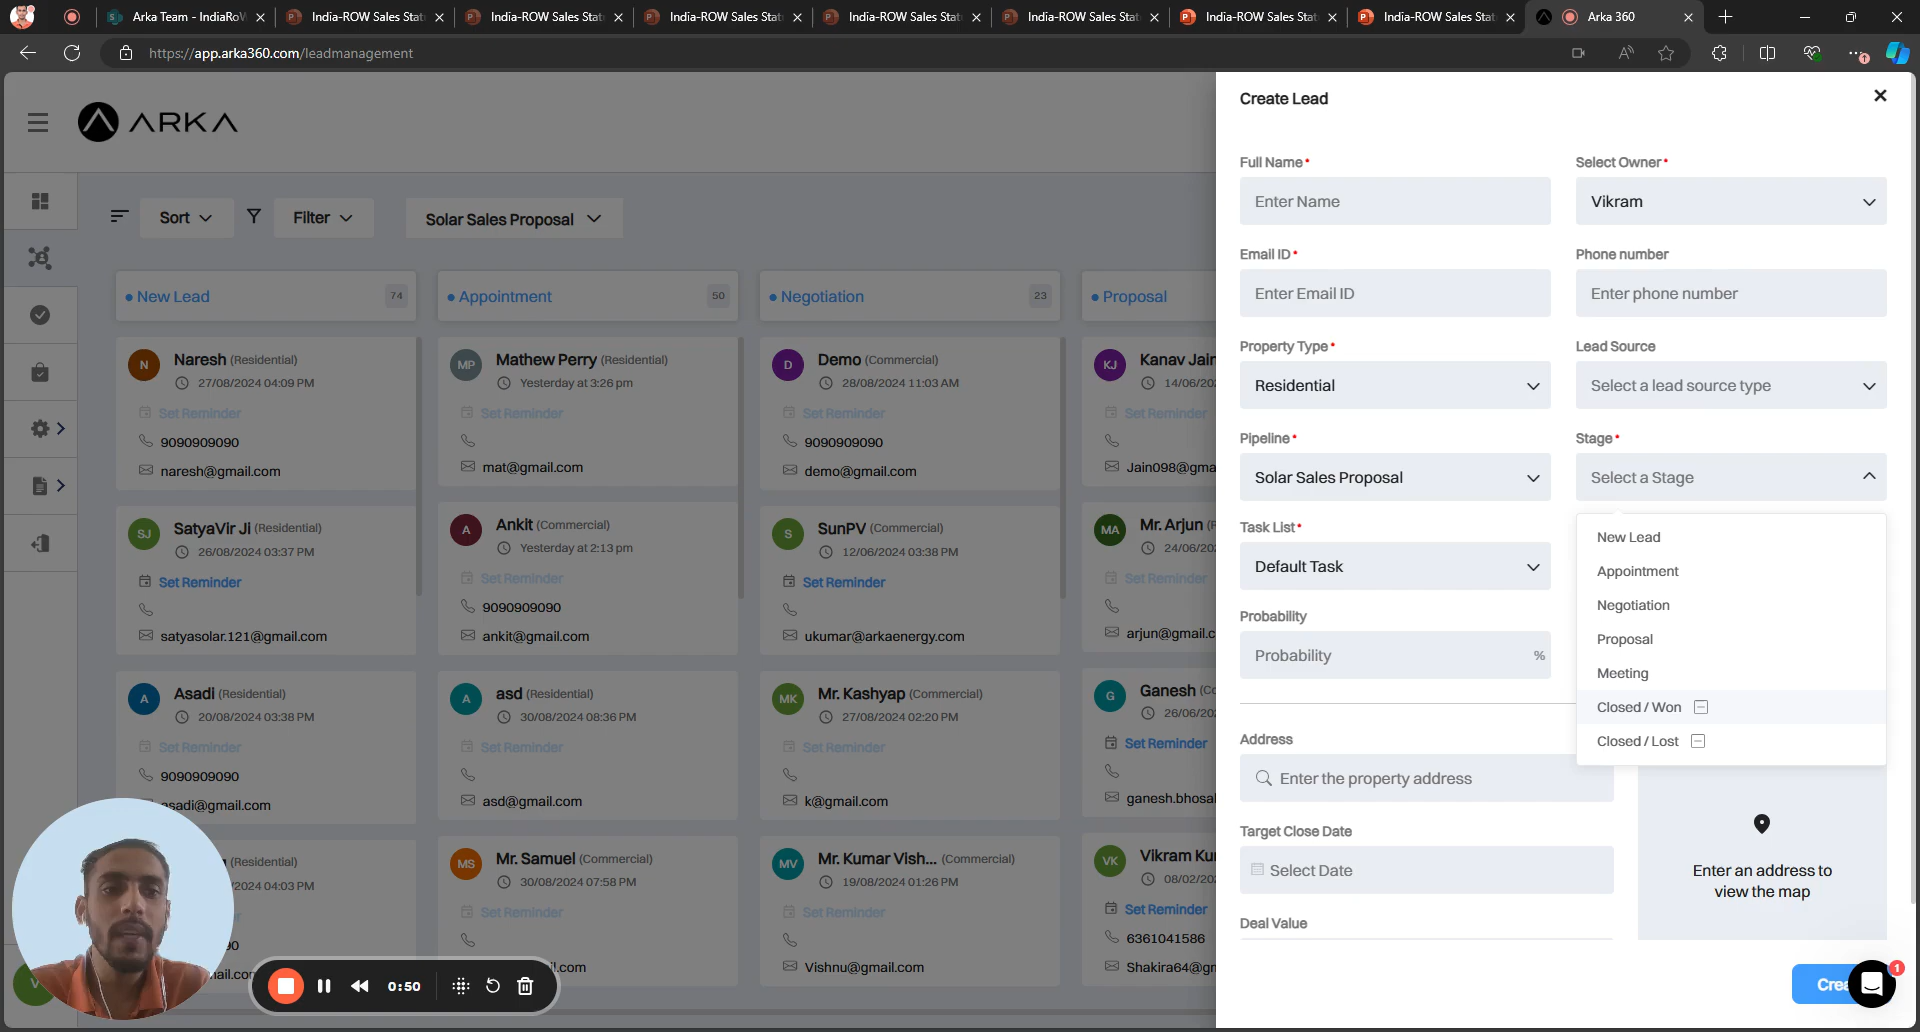 Arka Team - IndiaRoW
India-ROW Sales Stat
India-ROW Sales Stat
India-ROW Sales Stat
India-ROW Sales Stat
India-ROW Sales Stat
India-ROW Sales Stat
India-ROW Sales Stat
Arka 360
https://app.arka360.com/leadmanagement
ARKA
Sort
Filter
Solar Sales Proposal
New Lead 74
Naresh (Residential)
27/08/2024 04:09 PM
Set Reminder
9090909090
naresh@gmail.com
SJ SatyaVir Ji (Residential)
26/08/2024 03:37 PM
Set Reminder
satyasolar.121@gmail.com
A Asadi (Residential)
20/08/2024 03:38 PM
Set Reminder
9090909090
asadi@gmail.com
(Residential)
2024 04:03 PM
90
Appointment 50
MP Mathew Perry (Residential)
Yesterday at 3:26 pm
Set Reminder
mat@gmail.com
A Ankit (Commercial)
Yesterday at 2:13 pm
Set Reminder
9090909090
ankit@gmail.com
A asd (Residential)
30/08/2024 08:36 PM
Set Reminder
asd@gmail.com
MS Mr. Samuel (Commercial)
30/08/2024 07:58 PM
Set Reminder
l.com
Negotiation 23
D Demo (Commercial)
28/08/2024 11:03 AM
Set Reminder
9090909090
demo@gmail.com
S SunPV (Commercial)
12/06/2024 03:38 PM
Set Reminder
ukumar@arkaenergy.com
MK Mr. Kashyap (Commercial)
27/08/2024 02:20 PM
Set Reminder
k@gmail.com
MV Mr. Kumar Vish... (Commercial)
19/08/2024 01:26 PM
Set Reminder
Vishnu@gmail.com
Proposal
KJ Kanav Jain
14/06/202
Set Reminder
Jain098@gma
MA Mr. Arjun (R
24/06/20
Set Reminder
arjun@gmail.c
G Ganesh (Co
26/06/20
Set Reminder
ganesh.bhosal
VK Vikram Ku
08/02/20
Set Reminder
6361041586
Shakira64@gm
0:50
Create Lead
Full Name*
Enter Name
Select Owner*
Vikram
Email ID*
Enter Email ID
Phone number
Enter phone number
Property Type*
Residential
Lead Source
Select a lead source type
Pipeline*
Solar Sales Proposal
Stage*
Select a Stage
New Lead
Appointment
Negotiation
Proposal
Meeting
Closed / Won
Closed / Lost
Task List*
Default Task
Probability
Probability %
Address
Enter the property address
Enter an address to
view the map
Target Close Date
Select Date
Deal Value
Crea
1